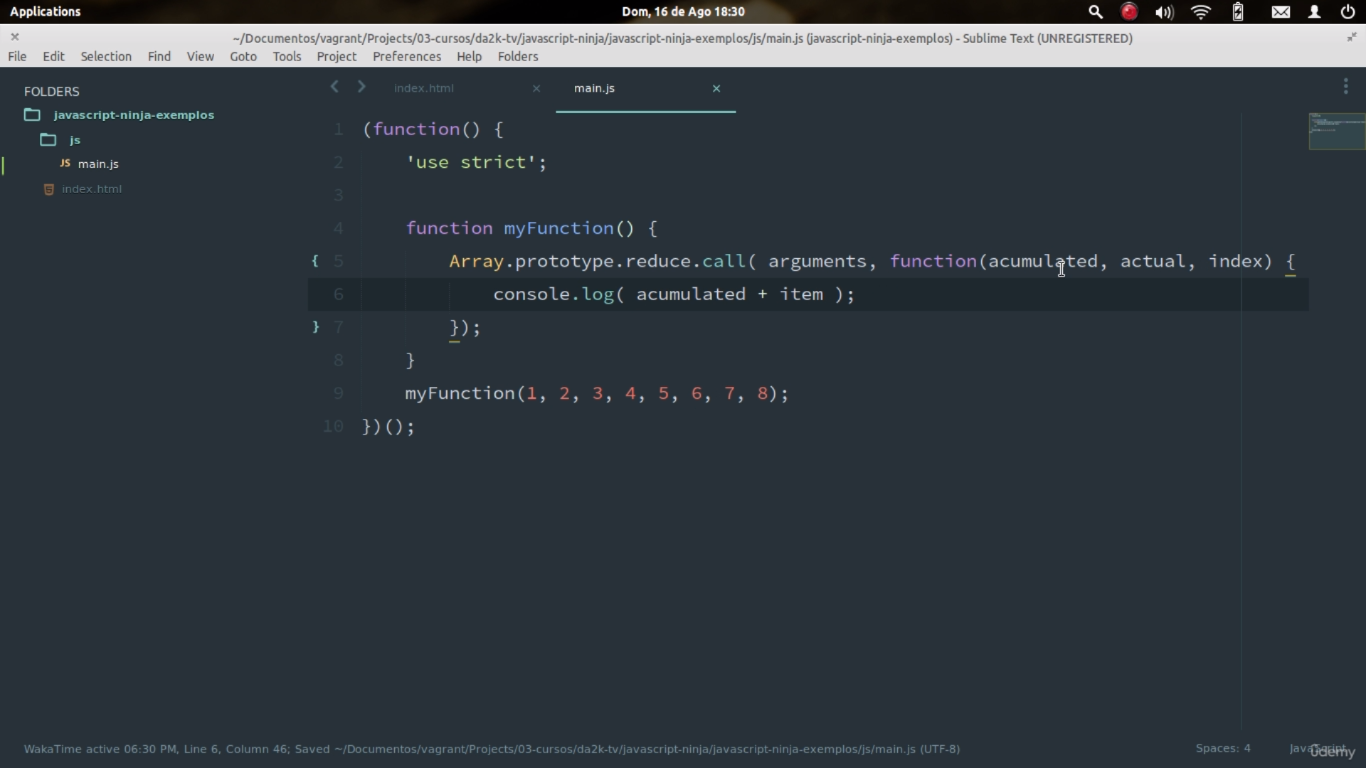 Applications
Dom, 16 de Ago 18:30
~/Documentos/vagrant/Projects/03-cursos/da2k-tv/javascript-ninja/javascript-ninja-exemplos/js/main.js (javascript-ninja-exemplos) - Sublime Text (UNREGISTERED)
File Edit Selection Find View Goto Tools Project Preferences Help Folders
FOLDERS
javascript-ninja-exemplos
js
JS main.js
index.html
index.html × main.js ×
1 (function() {
2 'use strict';
3
4 function myFunction() {
{ 5 Array.prototype.reduce.call( arguments, function(acumulated, actual, index) {
6 console.log( acumulated + item );
} 7 });
8 }
9 myFunction(1, 2, 3, 4, 5, 6, 7, 8);
10 })();
WakaTime active 06:30 PM, Line 6, Column 46; Saved ~/Documentos/vagrant/Projects/03-cursos/da2k-tv/javascript-ninja/javascript-ninja-exemplos/js/main.js (UTF-8)
Spaces: 4
JavaScript
ûdemy